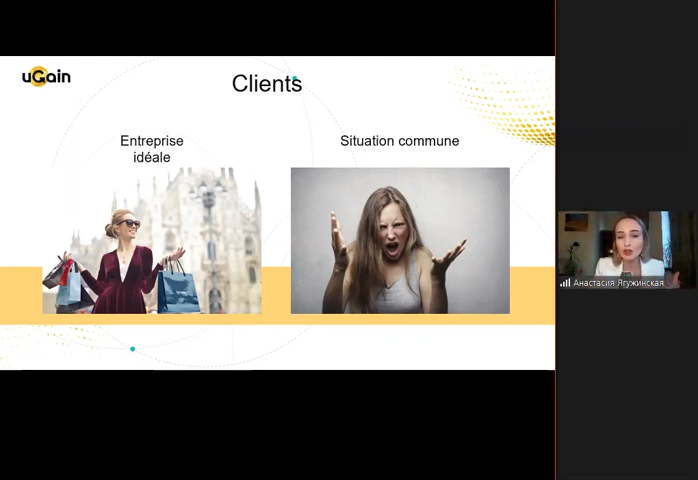 uGain
Clients
Entreprise
idéale
Situation commune
Анастасия Ягужинская